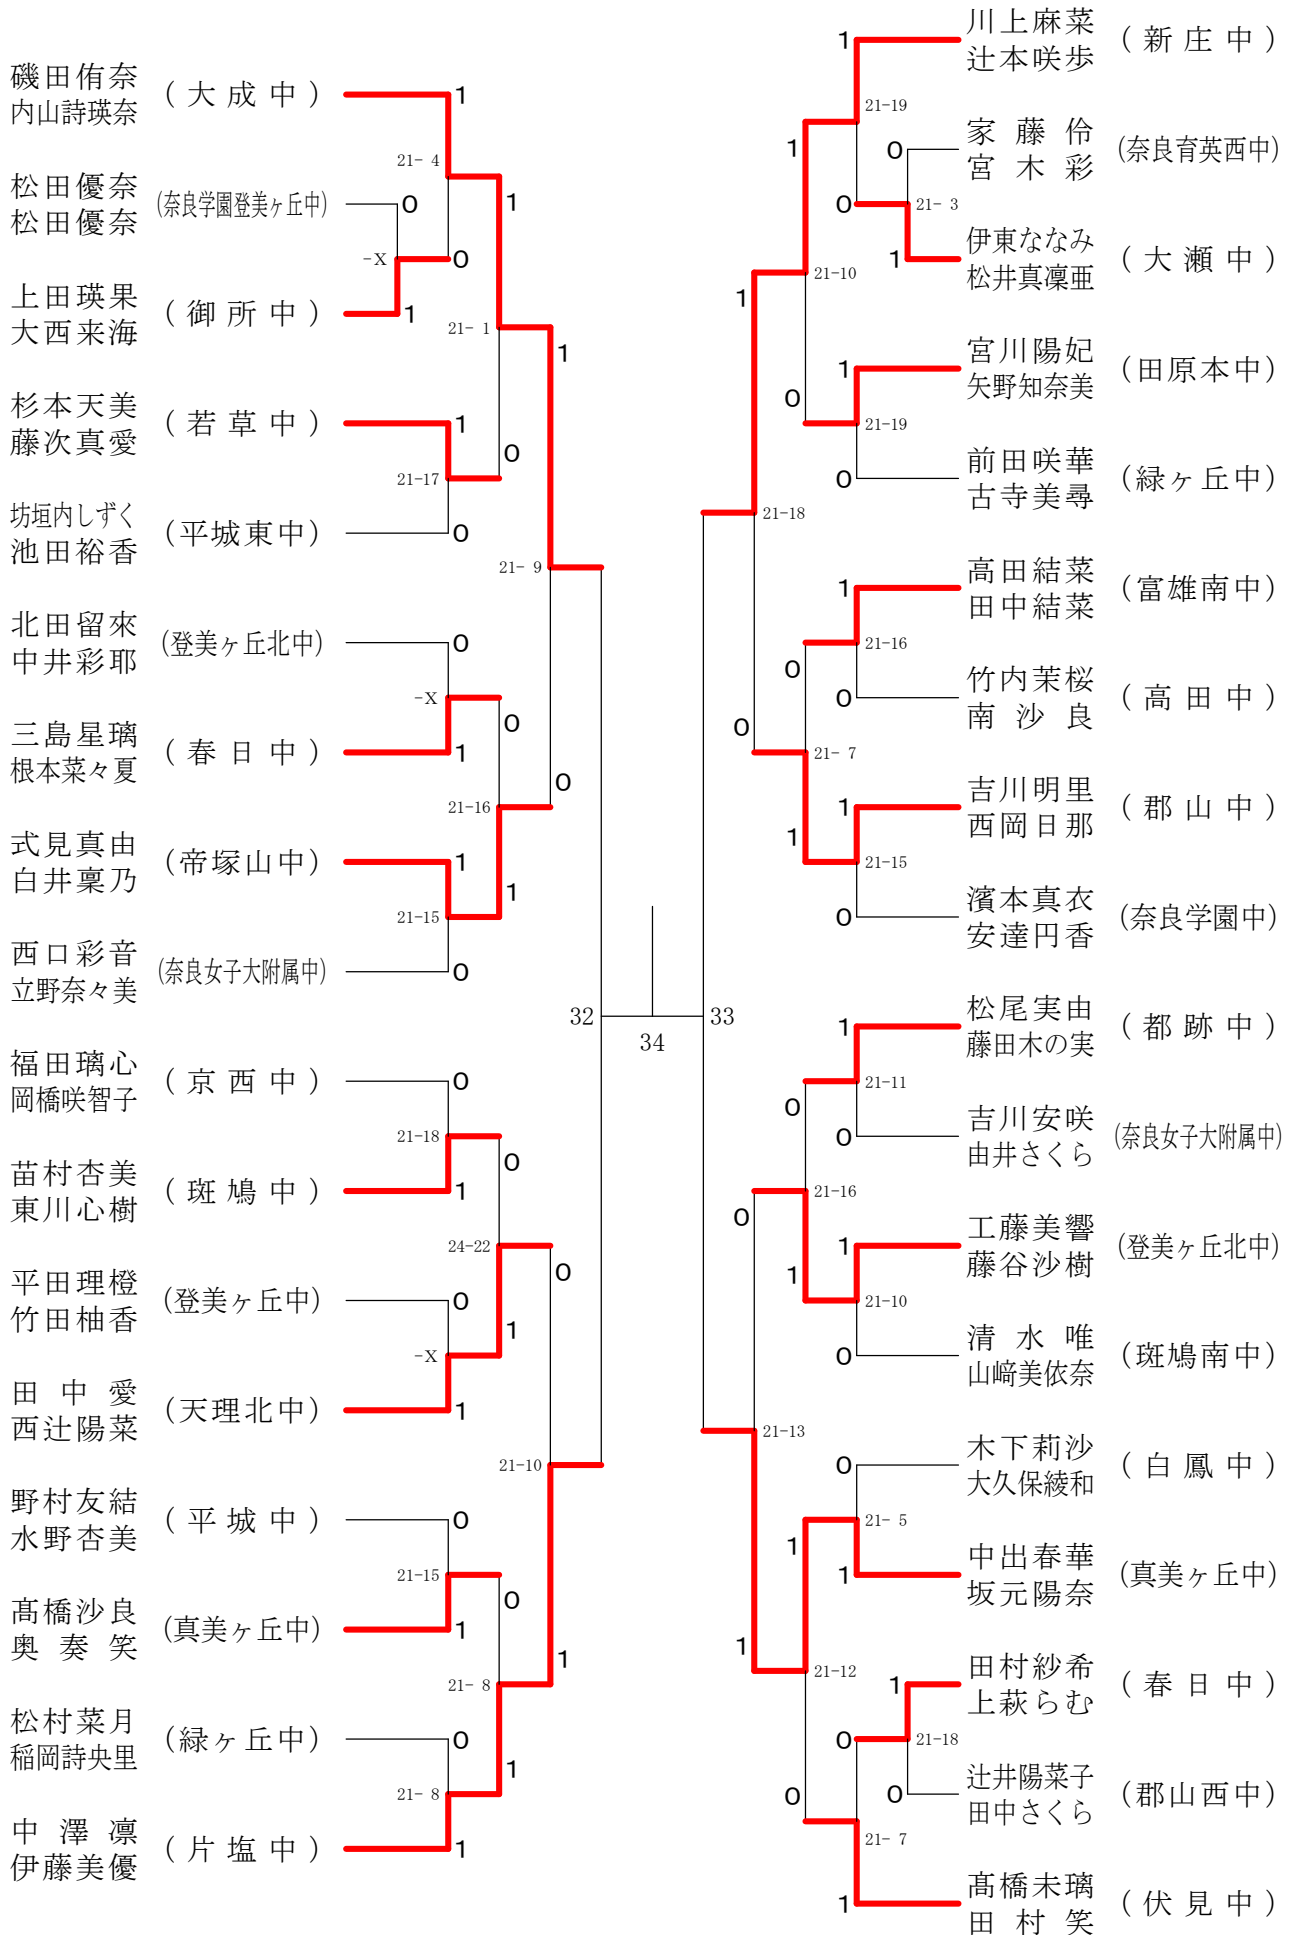 磯田侑奈
内山詩瑛奈
(大成中)
1
21- 4
松田優奈
松田優奈
(奈良学園登美ヶ丘中)
0
1
-X
0
上田瑛果
大西来海
(御所中)
1
21- 1
1
杉本天美
藤次真愛
(若草中)
1
0
21-17
坊垣内しずく
池田裕香
(平城東中)
0
21- 9
北田留來
中井彩耶
(登美ヶ丘北中)
0
-X
0
三島星璃
根本菜々夏
(春日中)
1
0
21-16
式見真由
白井稟乃
(帝塚山中)
1
1
21-15
西口彩音
立野奈々美
(奈良女子大附属中)
0
32
34
33
福田璃心
岡橋咲智子
(京西中)
0
21-18
0
苗村杏美
東川心樹
(斑鳩中)
1
24-22
0
平田理橙
竹田柚香
(登美ヶ丘中)
0
1
-X
田中愛
西辻陽菜
(天理北中)
1
21-10
野村友結
水野杏美
(平城中)
0
21-15
0
髙橋沙良
奥奏笑
(真美ヶ丘中)
1
1
21- 8
松村菜月
稲岡詩央里
(緑ヶ丘中)
0
1
21- 8
中澤凛
伊藤美優
(片塩中)
1
1
川上麻菜
辻本咲歩
(新庄中)
21-19
1
0
家藤伶
宮木彩
(奈良育英西中)
0
21- 3
1
伊東ななみ
松井真凜亜
(大瀬中)
21-10
1
1
宮川陽妃
矢野知奈美
(田原本中)
0
21-19
0
前田咲華
古寺美尋
(緑ヶ丘中)
21-18
1
高田結菜
田中結菜
(富雄南中)
21-16
0
0
竹内茉桜
南沙良
(高田中)
0
21- 7
1
吉川明里
西岡日那
(郡山中)
1
21-15
0
濱本真衣
安達円香
(奈良学園中)
1
松尾実由
藤田木の実
(都跡中)
21-11
0
0
吉川安咲
由井さくら
(奈良女子大附属中)
21-16
0
1
工藤美響
藤谷沙樹
(登美ヶ丘北中)
1
21-10
0
清水唯
山﨑美依奈
(斑鳩南中)
21-13
0
木下莉沙
大久保綾和
(白鳳中)
21- 5
1
1
中出春華
坂元陽奈
(真美ヶ丘中)
1
21-12
1
田村紗希
上萩らむ
(春日中)
0
21-18
0
0
辻井陽菜子
田中さくら
(郡山西中)
21- 7
1
髙橋未璃
田村笑
(伏見中)